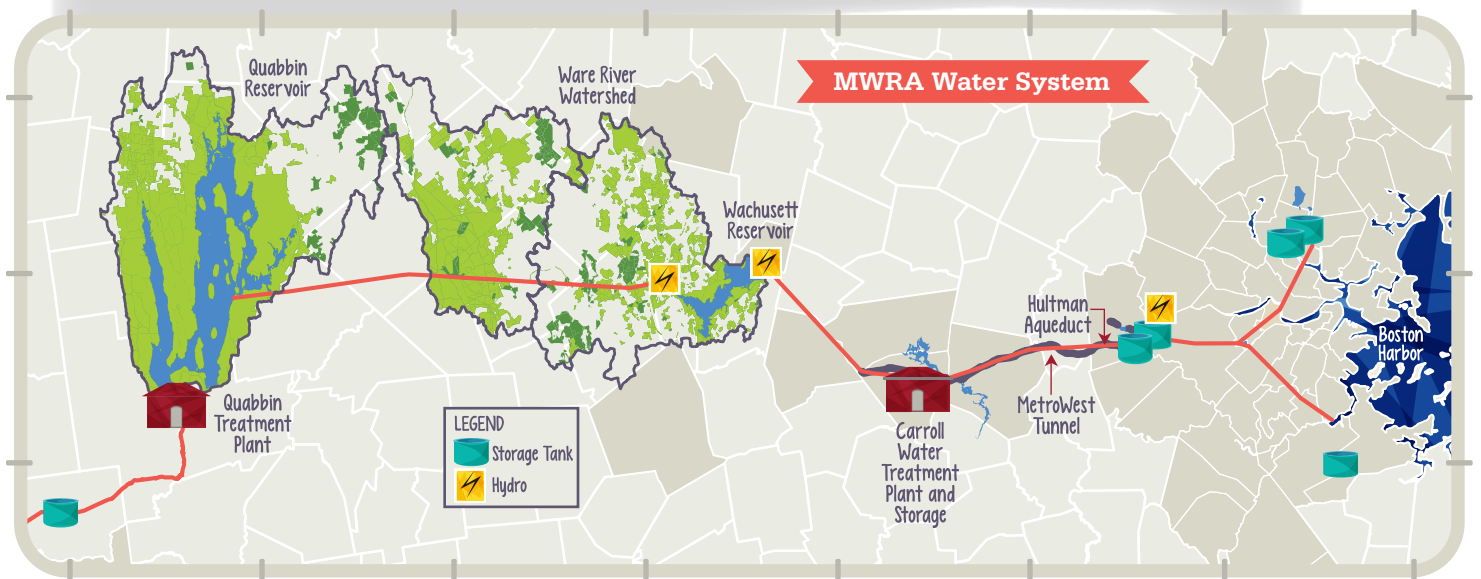 MWRA Water System
Quabbin
Reservoir
Ware River
Watershed
Wachusett
Reservoir
Hultman
Aqueduct
Boston
Harbor
MetroWest
Tunnel
Quabbin
Treatment
Plant
Carroll
Water
Treatment
Plant and
Storage
LEGEND
Storage Tank
Hydro